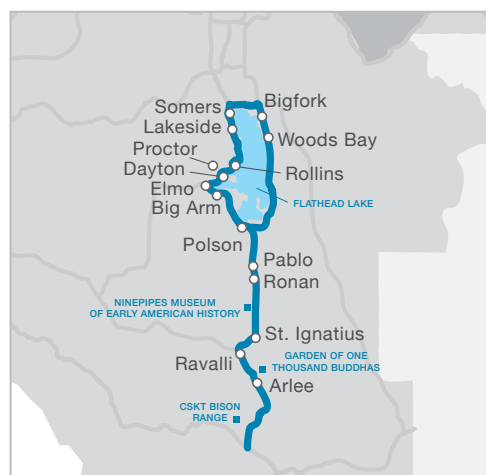 Somers
Bigfork
Lakeside
Woods Bay
Proctor
Dayton
Rollins
Elmo
Big Arm
FLATHEAD LAKE
Polson
Pablo
Ronan
NINEPIPES MUSEUM
OF EARLY AMERICAN HISTORY
St. Ignatius
Ravalli
GARDEN OF ONE
THOUSAND BUDDHAS
Arlee
CSKT BISON
RANGE